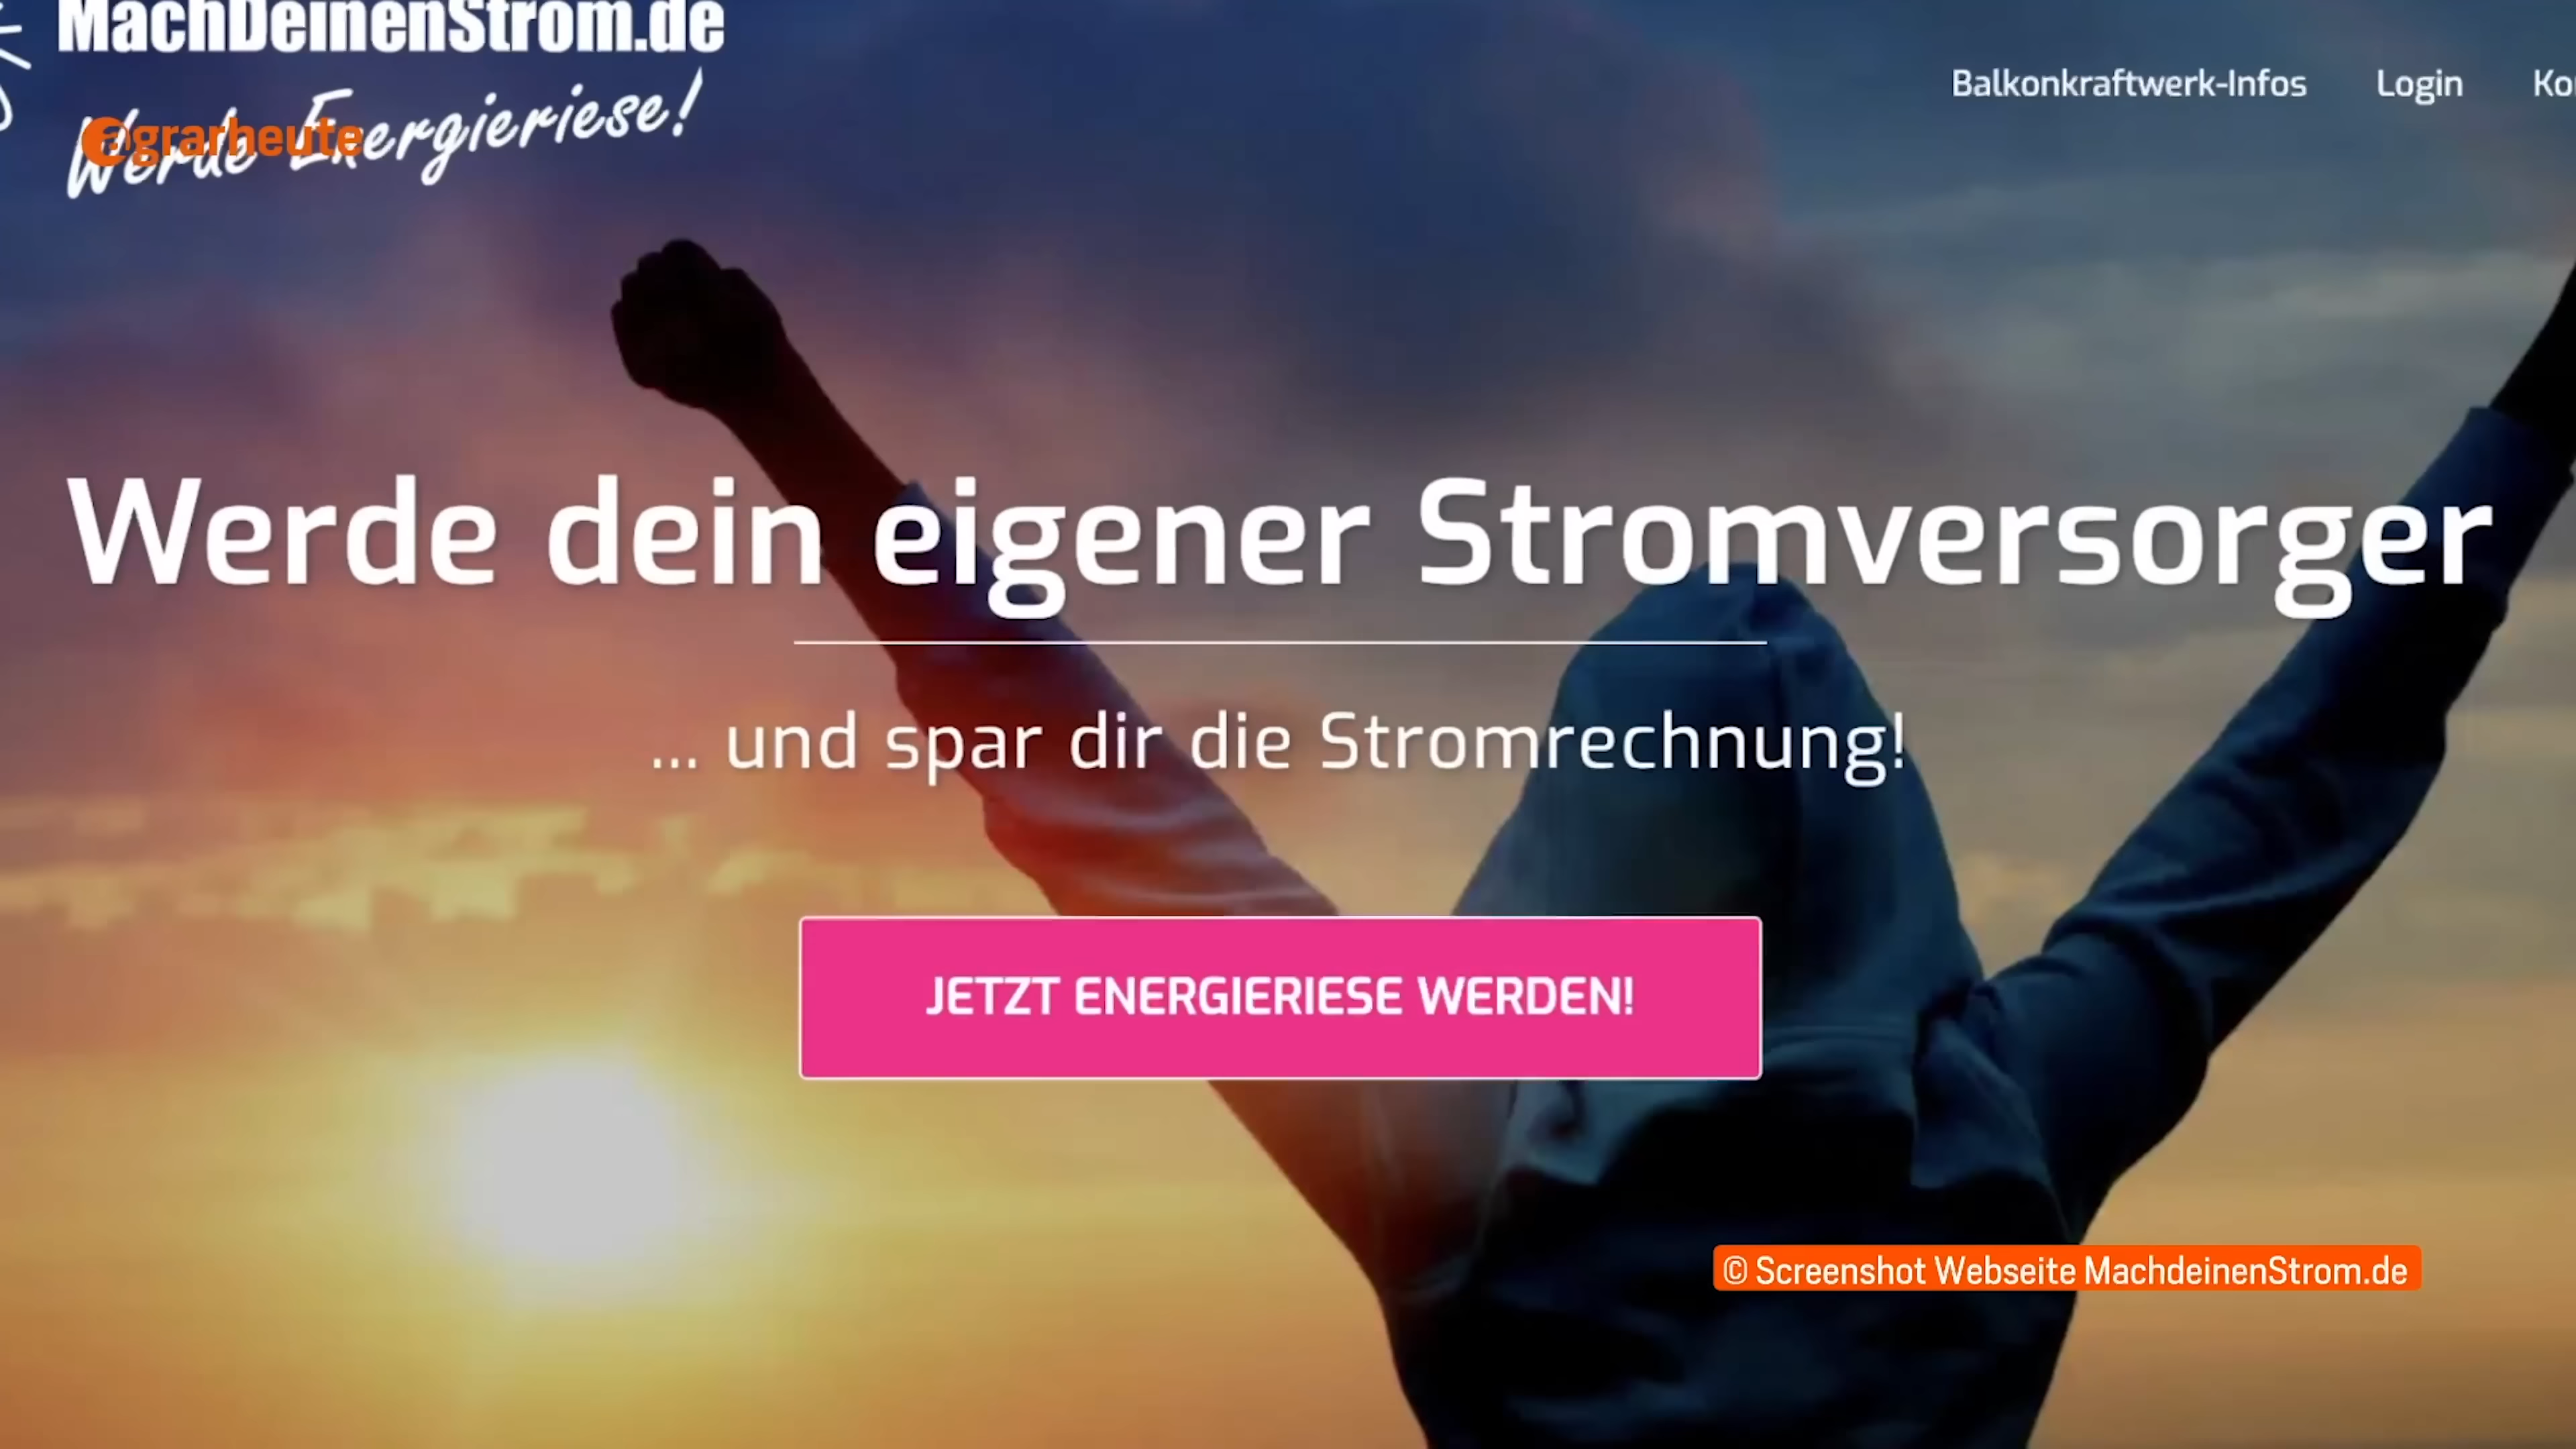 MachDeinenStrom.de
Werde Energieriese!
agrarheute
Balkonkraftwerk-Infos Login
Werde dein eigener Stromversorger
... und spar dir die Stromrechnung!
JETZT ENERGIERIESE WERDEN!
© Screenshot Webseite MachdeinenStrom.de